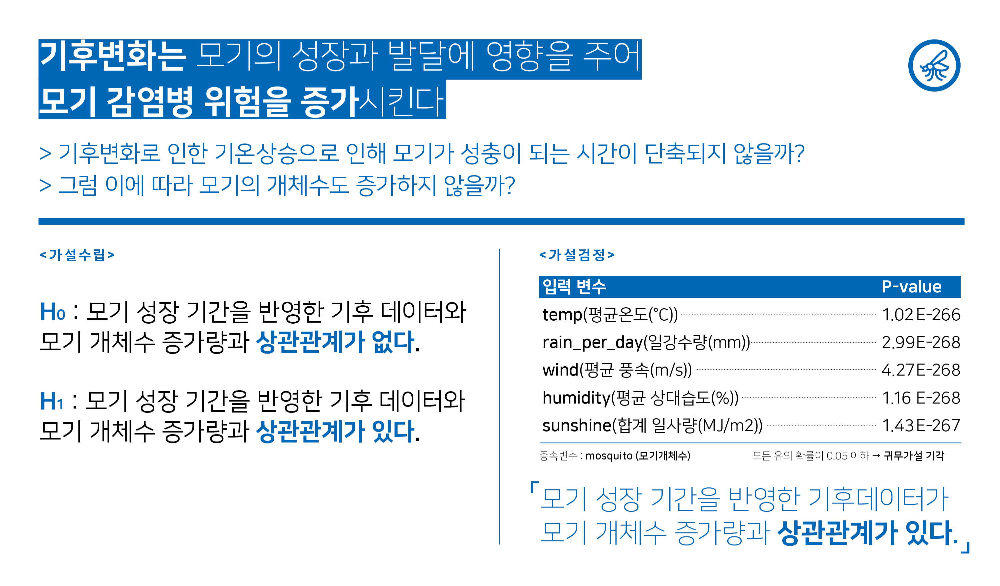 기후변화는 모기의 성장과 발달에 영향을 주어
모기 감염병 위험을 증가시킨다
> 기후변화로 인한 기온상승으로 인해 모기가 성충이 되는 시간이 단축되지 않을까?
> 그럼 이에 따라 모기의 개체수도 증가하지 않을까?
<가설수립>
H0 : 모기 성장 기간을 반영한 기후 데이터와
모기 개체수 증가량과 상관관계가 없다.
H1 : 모기 성장 기간을 반영한 기후 데이터와
모기 개체수 증가량과 상관관계가 있다.
<가설검정>
입력 변수 P-value
temp(평균온도(°C)) 1.02E-266
rain_per_day(일강수량(mm)) 2.99E-268
wind(평균 풍속(m/s)) 4.27E-268
humidity(평균 상대습도(%)) 1.16 E-268
sunshine(합계 일사량(MJ/m2)) 1.43E-267
종속변수 : mosquito (모기개체수) 모든 유의 확률이 0.05 이하 → 귀무가설 기각
「모기 성장 기간을 반영한 기후데이터가
모기 개체수 증가량과 상관관계가 있다.」